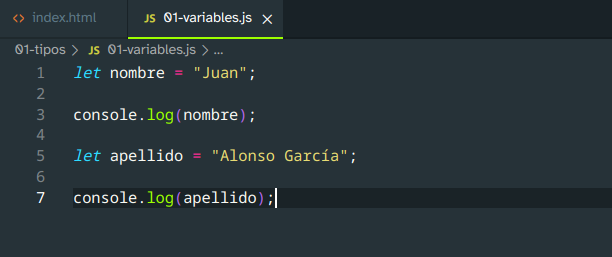 <> index.html JS 01-variables.js ×
01-tipos > JS 01-variables.js > ...
1 let nombre = "Juan";
2
3 console.log(nombre);
4
5 let apellido = "Alonso García";
6
7 console.log(apellido);